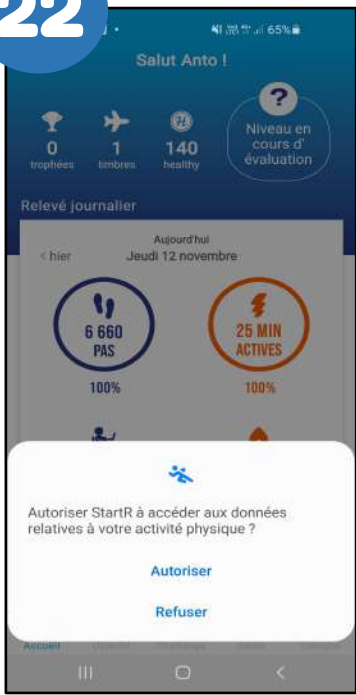 22
65%
Salut Anto !
?
0
trophées
1
timbres
140
healthy
Niveau en
cours d'
évaluation
Relevé journalier
Aujourd'hui
< hier
Jeudi 12 novembre
6 660
PAS
100%
25 MIN
ACTIVES
100%
Autoriser StartR à accéder aux données
relatives à votre activité physique ?
Autoriser
Refuser
Accueil